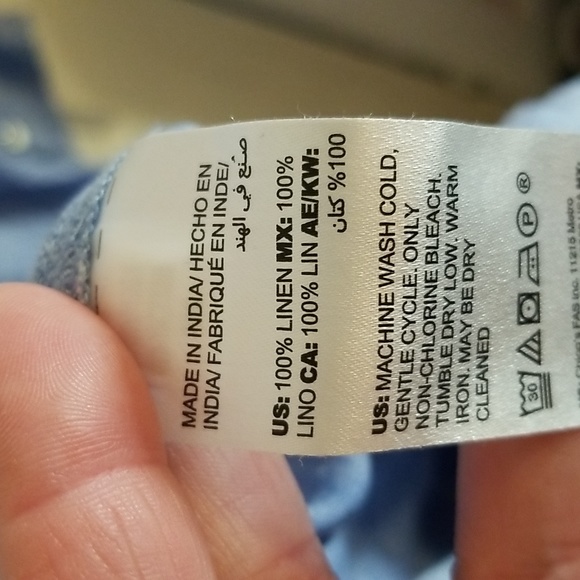 MADE IN INDIA/ HECHO EN
INDIA/ FABRIQUÉ EN INDE/
صنع في الهند
US: 100% LINEN MX: 100%
LINO CA: 100% LIN AE/KW:
100% كتان
US: MACHINE WASH COLD,
GENTLE CYCLE. ONLY
NON-CHLORINE BLEACH.
TUMBLE DRY LOW. WARM
IRON. MAY BE DRY
CLEANED
30 P ®
11215 Metro